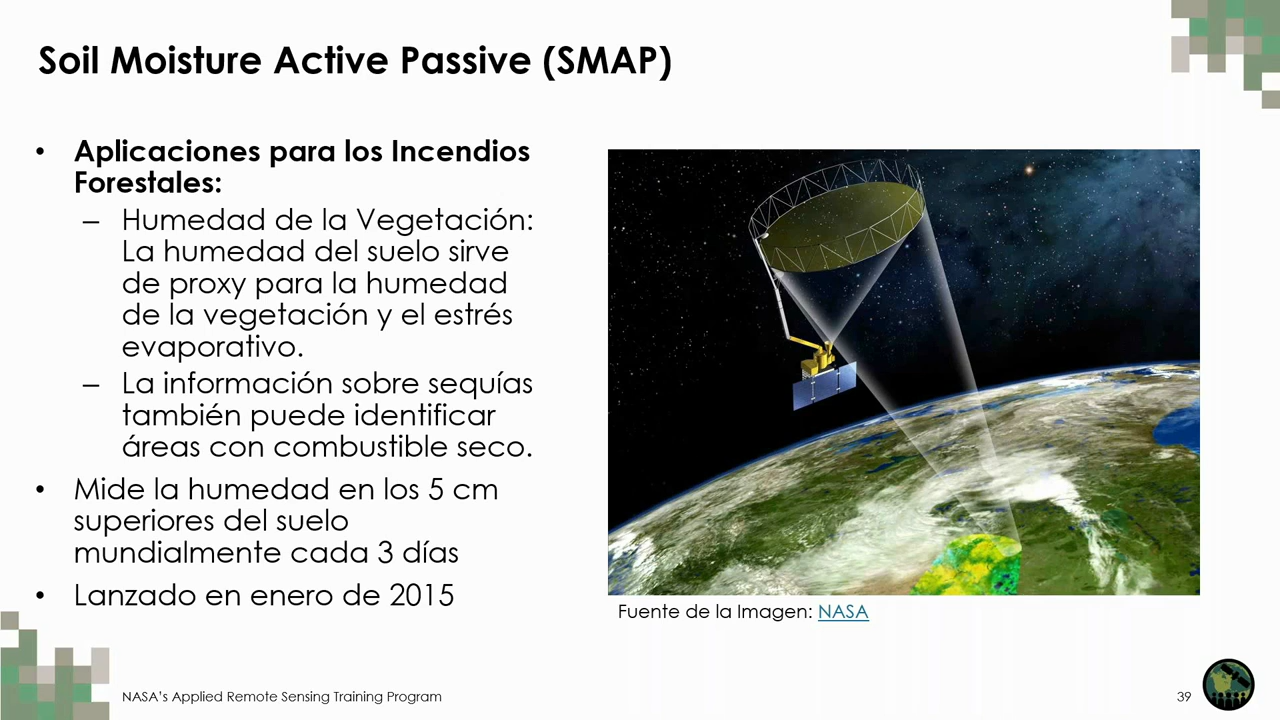 Soil Moisture Active Passive (SMAP)
• Aplicaciones para los Incendios
Forestales:
– Humedad de la Vegetación:
La humedad del suelo sirve
de proxy para la humedad
de la vegetación y el estrés
evaporativo.
– La información sobre sequías
también puede identificar
áreas con combustible seco.
• Mide la humedad en los 5 cm
superiores del suelo
mundialmente cada 3 días
• Lanzado en enero de 2015
Fuente de la Imagen: NASA
NASA's Applied Remote Sensing Training Program
39